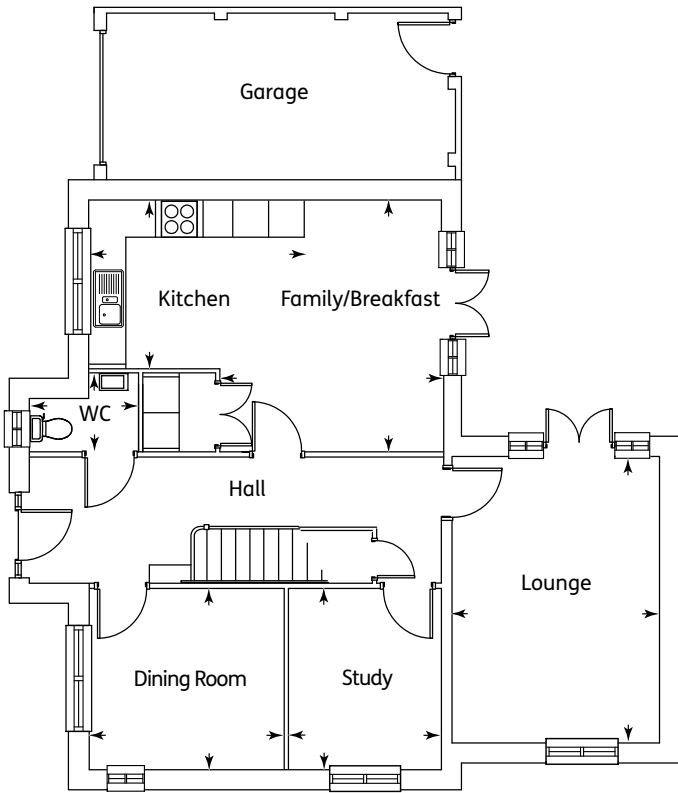 Garage
Kitchen
Family/Breakfast
WC
Hall
Lounge
Dining Room
Study